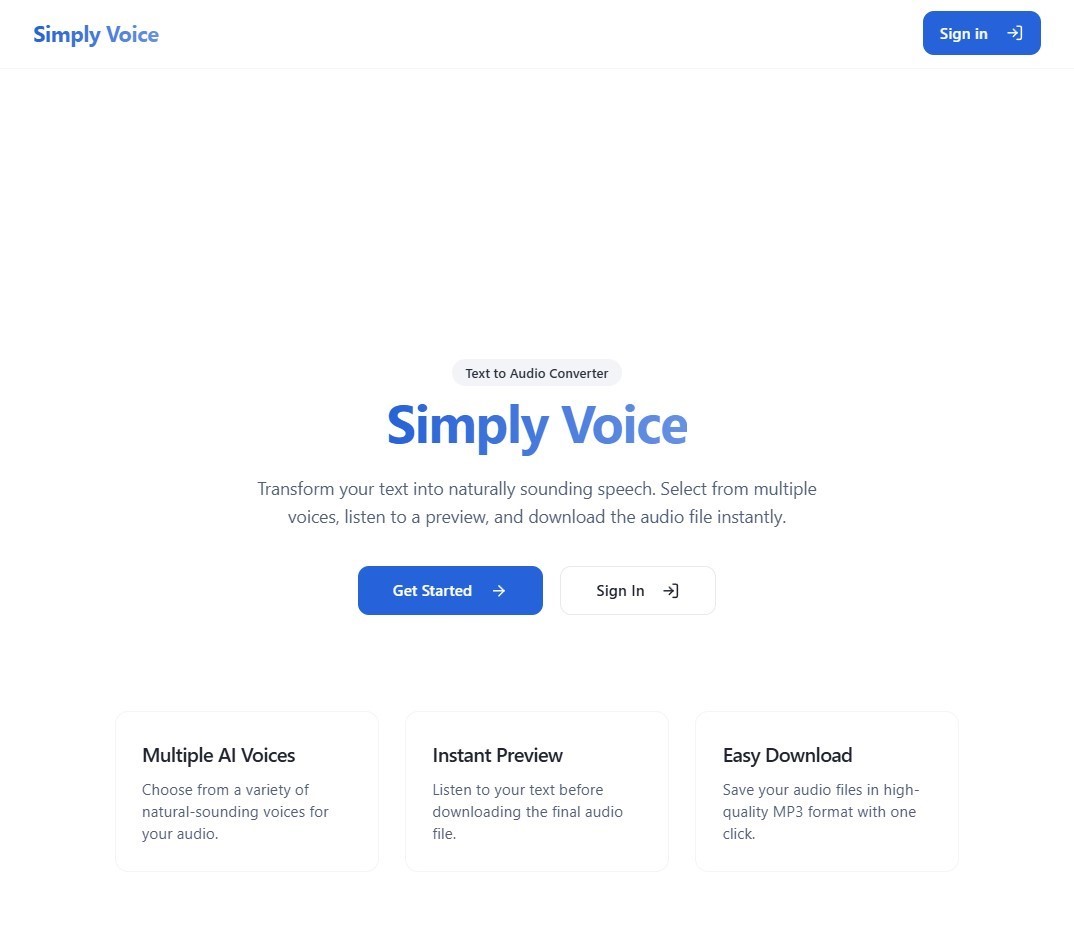 Simply Voice
Sign in
Text to Audio Converter
Simply Voice
Transform your text into naturally sounding speech. Select from multiple
voices, listen to a preview, and download the audio file instantly.
Get Started
Sign In
Multiple AI Voices
Choose from a variety of
natural-sounding voices for
your audio.
Instant Preview
Listen to your text before
downloading the final audio
file.
Easy Download
Save your audio files in high-
quality MP3 format with one
click.